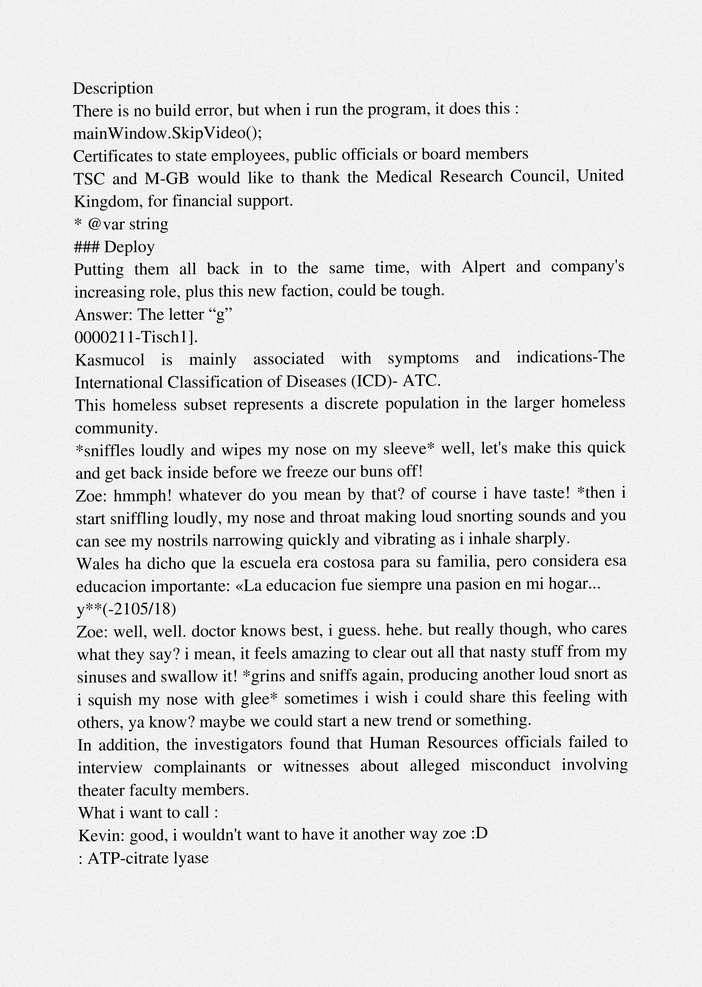 Description
There is no build error, but when i run the program, it does this :
mainWindow.SkipVideo();
Certificates to state employees, public officials or board members
TSC and M-GB would like to thank the Medical Research Council, United
Kingdom, for financial support.
* @var string
### Deploy
Putting them all back in to the same time, with Alpert and company's
increasing role, plus this new faction, could be tough.
Answer: The letter “g”
0000211-Tisch1].
Kasmucol is mainly associated with symptoms and indications-The
International Classification of Diseases (ICD)- ATC.
This homeless subset represents a discrete population in the larger homeless
community.
*sniffles loudly and wipes my nose on my sleeve* well, let's make this quick
and get back inside before we freeze our buns off!
Zoe: hmmph! whatever do you mean by that? of course i have taste! *then i
start sniffling loudly, my nose and throat making loud snorting sounds and you
can see my nostrils narrowing quickly and vibrating as i inhale sharply.
Wales ha dicho que la escuela era costosa para su familia, pero considera esa
educacion importante: «La educacion fue siempre una pasion en mi hogar...
y**(-2105/18)
Zoe: well, well. doctor knows best, i guess. hehe. but really though, who cares
what they say? i mean, it feels amazing to clear out all that nasty stuff from my
sinuses and swallow it! *grins and sniffs again, producing another loud snort as
i squish my nose with glee* sometimes i wish i could share this feeling with
others, ya know? maybe we could start a new trend or something.
In addition, the investigators found that Human Resources officials failed to
interview complainants or witnesses about alleged misconduct involving
theater faculty members.
What i want to call :
Kevin: good, i wouldn't want to have it another way zoe :D
: ATP-citrate lyase